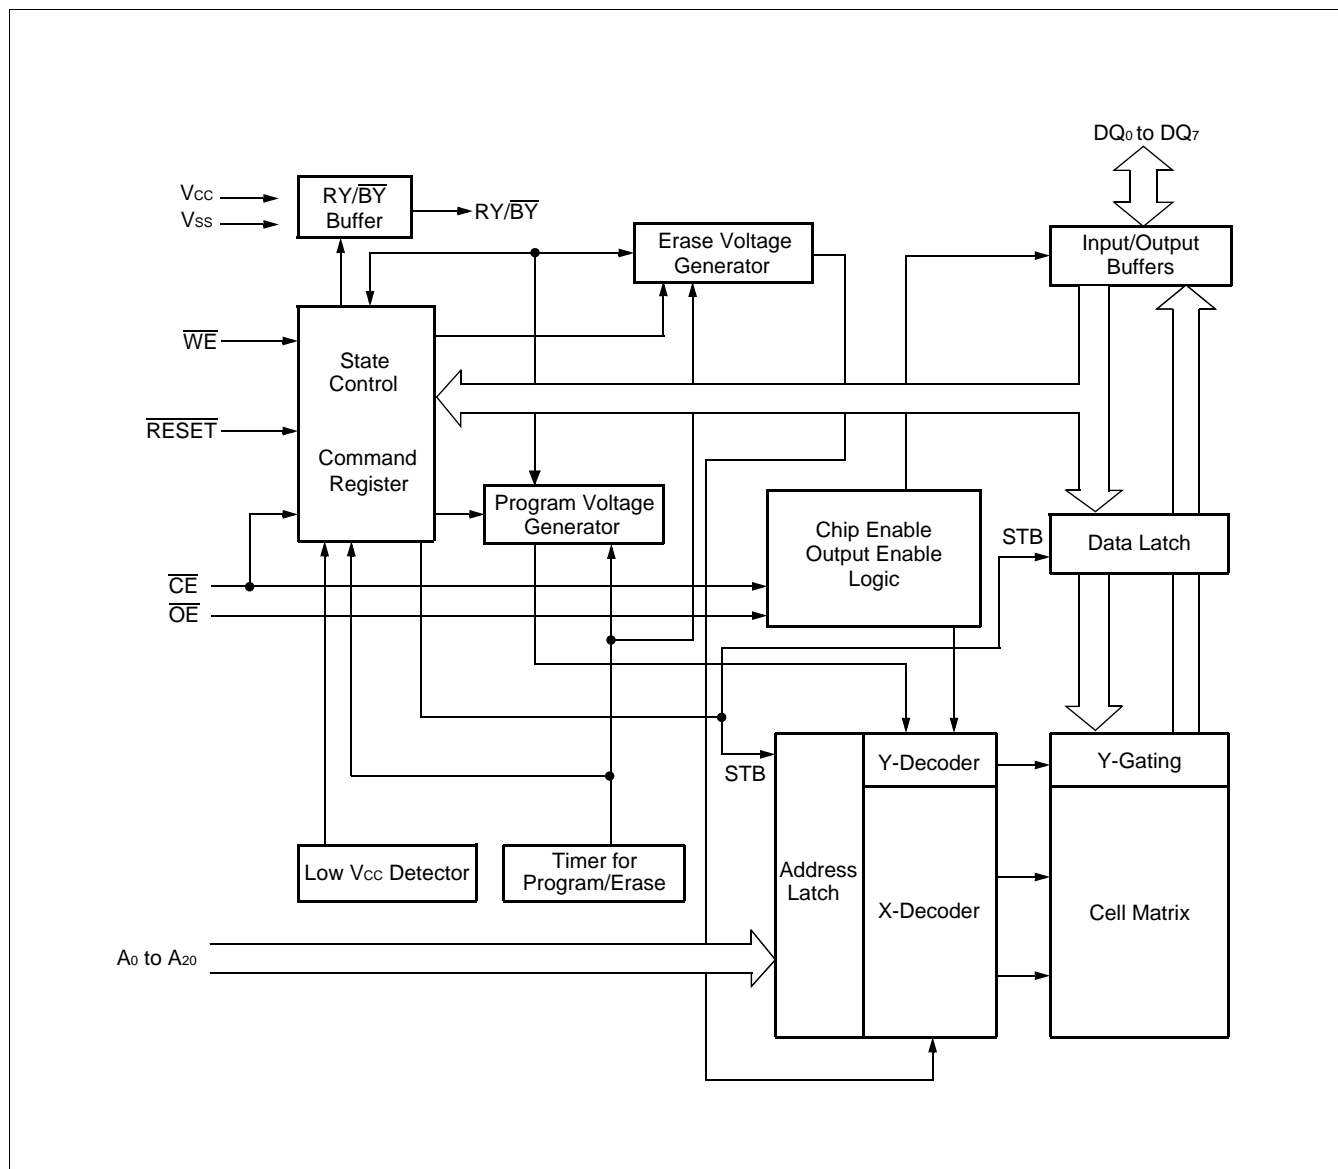 DQ0 to DQ7
VCC
VSS
RY/BY
Buffer
RY/BY
Erase Voltage
Generator
Input/Output
Buffers
WE
State
Control
RESET
Command
Register
Program Voltage
Generator
Chip Enable
Output Enable
Logic
STB
Data Latch
CE
OE
STB
Y-Decoder
Y-Gating
Low VCC Detector
Timer for
Program/Erase
Address
Latch
X-Decoder
Cell Matrix
A0 to A20